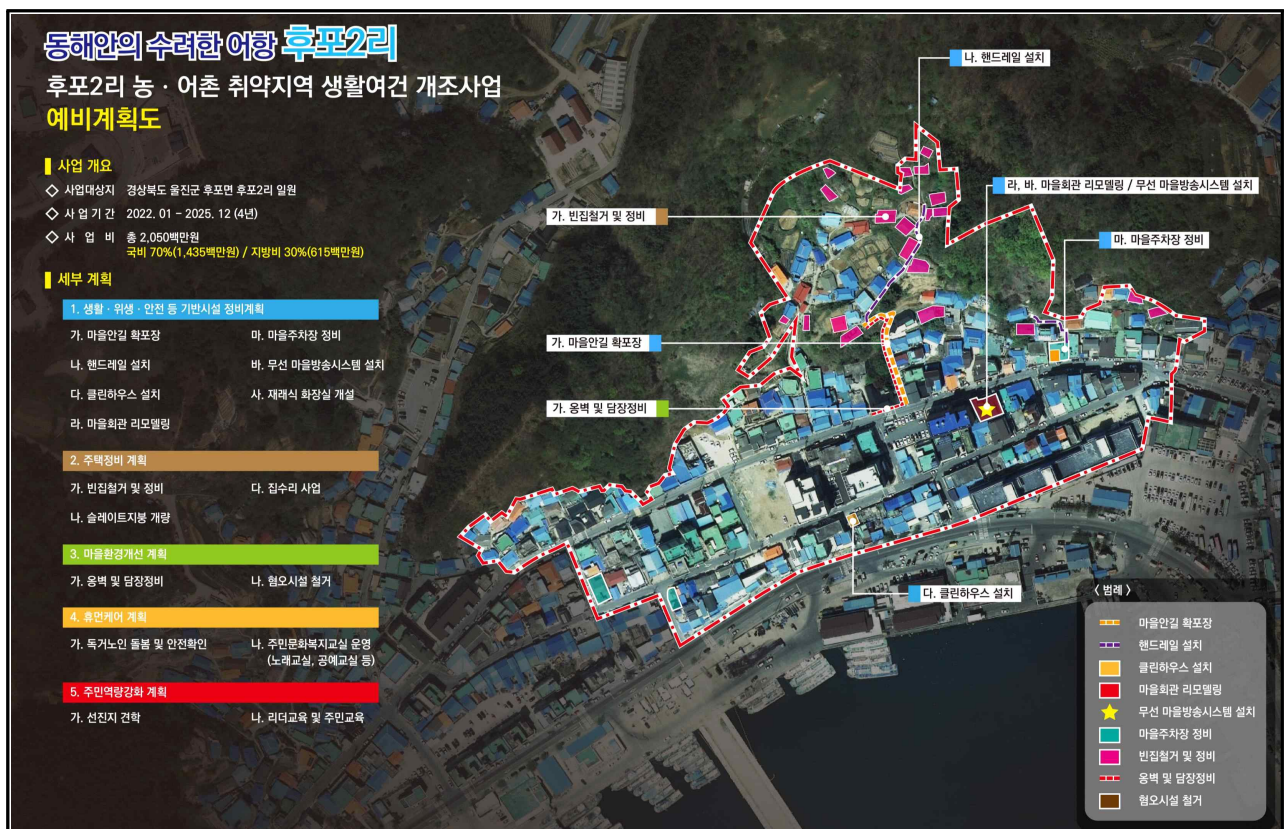 동해안의 수려한 어항 후포2리
후포2리 농 · 어촌 취약지역 생활여건 개조사업
예비계획도
사업 개요
◇ 사업대상지 경상북도 울진군 후포면 후포2리 일원
◇ 사 업 기 간 2022. 01 - 2025. 12 (4년)
◇ 사 업 비 총 2,050백만원
국비 70%(1,435백만원) / 지방비 30%(615백만원)
세부 계획
1. 생활 · 위생 · 안전 등 기반시설 정비계획
가. 마을안길 확포장 마. 마을주차장 정비
나. 핸드레일 설치 바. 무선 마을방송시스템 설치
다. 클린하우스 설치 사. 재래식 화장실 개설
라. 마을회관 리모델링
2. 주택정비 계획
가. 빈집철거 및 정비 다. 집수리 사업
나. 슬레이트지붕 개량
3. 마을환경개선 계획
가. 옹벽 및 담장정비 나. 혐오시설 철거
4. 휴먼케어 계획
가. 독거노인 돌봄 및 안전확인 나. 주민문화복지교실 운영
(노래교실, 공예교실 등)
5. 주민역량강화 계획
가. 선진지 견학 나. 리더교육 및 주민교육
나. 핸드레일 설치
라, 바. 마을회관 리모델링 / 무선 마을방송시스템 설치
가. 빈집철거 및 정비
마. 마을주차장 정비
가. 마을안길 확포장
가. 옹벽 및 담장정비
다. 클린하우스 설치
〈 범례 〉
마을안길 확포장
핸드레일 설치
클린하우스 설치
마을회관 리모델링
무선 마을방송시스템 설치
마을주차장 정비
빈집철거 및 정비
옹벽 및 담장정비
혐오시설 철거